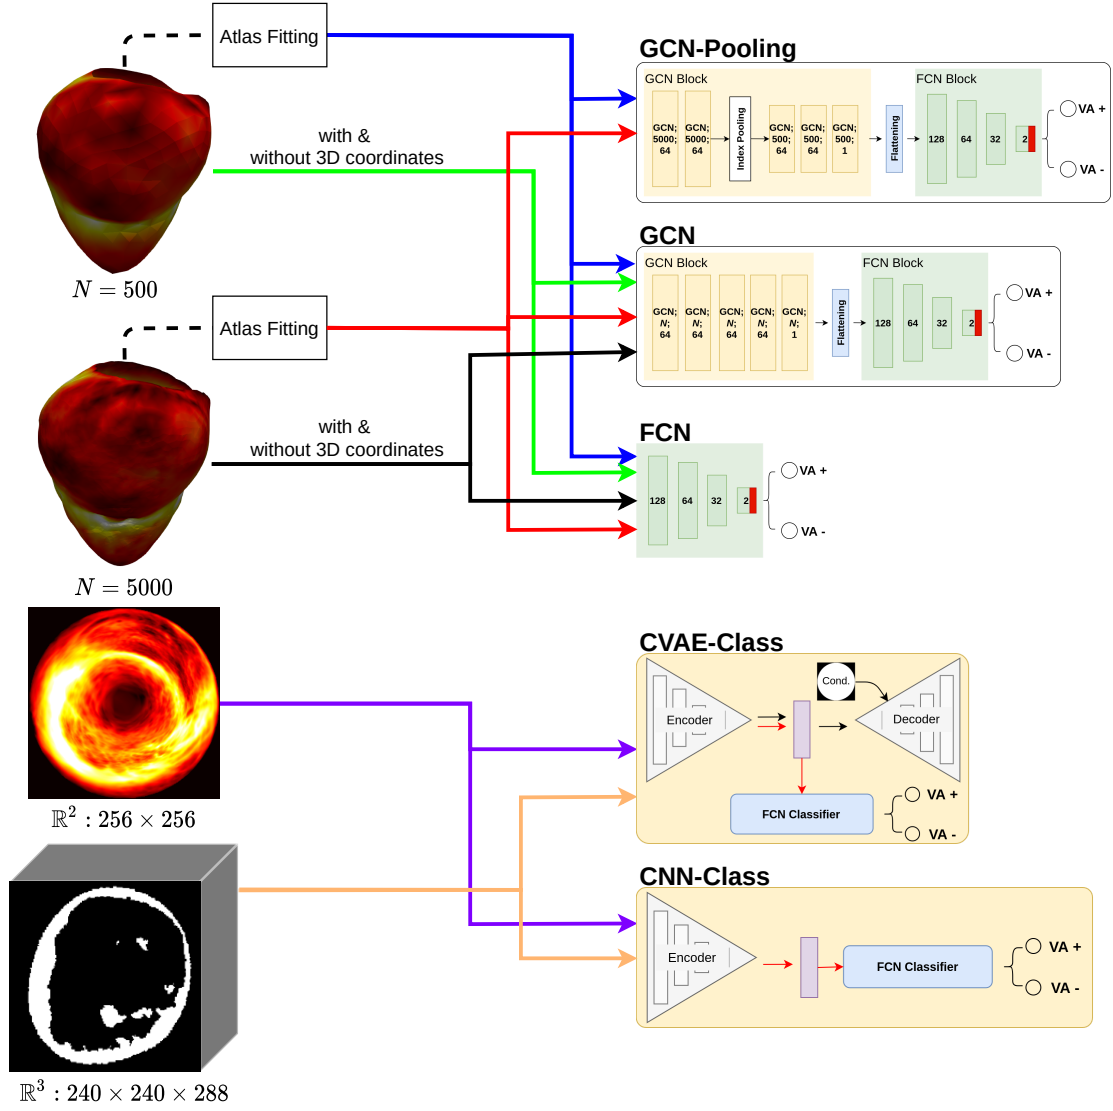 Atlas Fitting
with &
without 3D coordinates
N = 500
Atlas Fitting
with &
without 3D coordinates
N = 5000
ℝ² : 256 × 256
ℝ³ : 240 × 240 × 288
GCN-Pooling
GCN Block
GCN;
5000;
64
GCN;
5000;
64
Index Pooling
GCN;
500;
64
GCN;
500;
64
GCN;
500;
1
Flattening
FCN Block
128
64
32
2
VA +
VA -
GCN
GCN Block
GCN;
N;
64
GCN;
N;
64
GCN;
N;
64
GCN;
N;
64
GCN;
N;
1
Flattening
FCN Block
128
64
32
2
VA +
VA -
FCN
128
64
32
2
VA +
VA -
CVAE-Class
Encoder
Cond.
Decoder
FCN Classifier
VA +
VA -
CNN-Class
Encoder
FCN Classifier
VA +
VA -